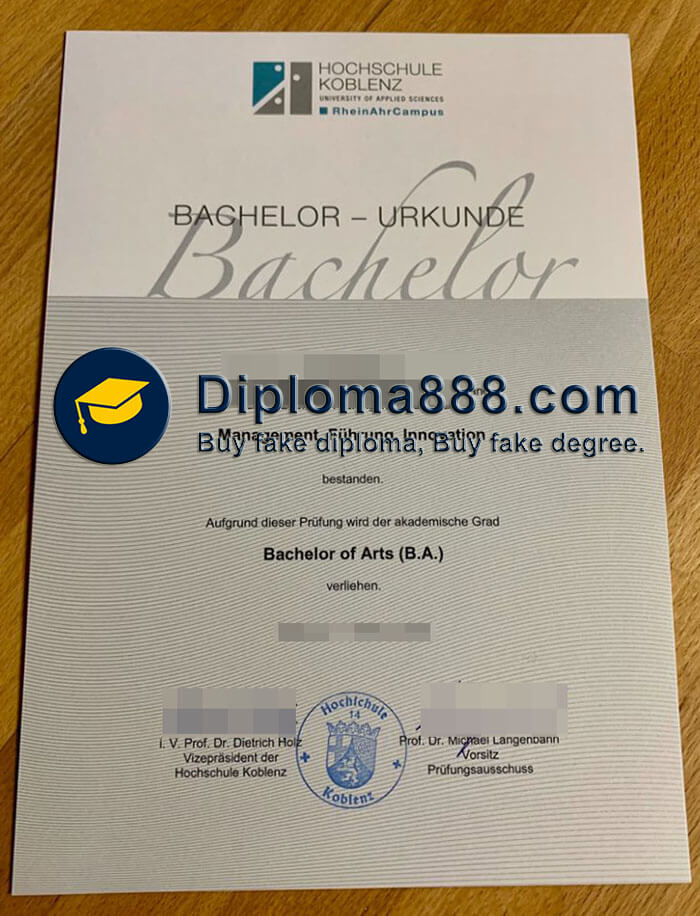 HOCHSCHULE
KOBLENZ
UNIVERSITY OF APPLIED SCIENCES
RheinAhrCampus
BACHELOR – URKUNDE
Bachelor
Diploma888.com
Management, Führung, Innovation
Buy fake diploma, Buy fake degree.
bestanden.
Aufgrund dieser Prüfung wird der akademische Grad
Bachelor of Arts (B.A.)
verliehen.
Hochschule
14
Koblenz
I. V. Prof. Dr. Dietrich Holz
Vizepräsident der
Hochschule Koblenz
Prof. Dr. Michael Langenbahn
Vorsitz
Prüfungsausschuss